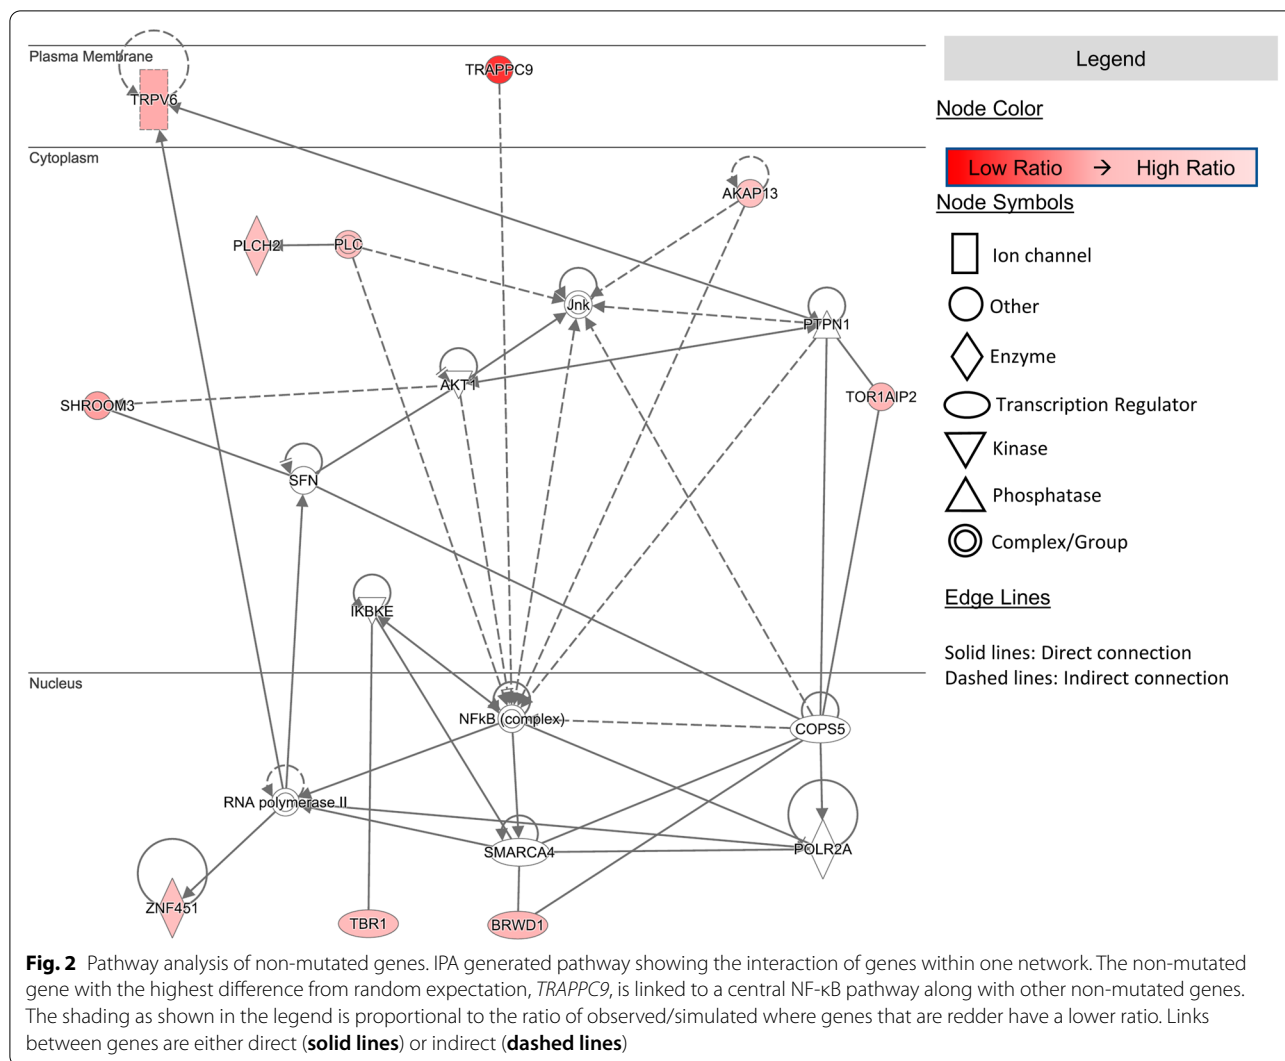 Plasma Membrane
TRPV6
TRAPPC9
Cytoplasm
AKAP13
PLCH2
PLC
Jnk
PTPN1
AKT1
SHROOM3
TOR1AIP2
SFN
IKBKE
Nucleus
NFkB (complex)
COPS5
RNA polymerase II
SMARCA4
POLR2A
ZNF451
TBR1
BRWD1
Legend
Node Color
Low Ratio → High Ratio
Node Symbols
Ion channel
Other
Enzyme
Transcription Regulator
Kinase
Phosphatase
Complex/Group
Edge Lines
Solid lines: Direct connection
Dashed lines: Indirect connection
Fig. 2 Pathway analysis of non-mutated genes. IPA generated pathway showing the interaction of genes within one network. The non-mutated
gene with the highest difference from random expectation, TRAPPC9, is linked to a central NF-κB pathway along with other non-mutated genes.
The shading as shown in the legend is proportional to the ratio of observed/simulated where genes that are redder have a lower ratio. Links
between genes are either direct (solid lines) or indirect (dashed lines)